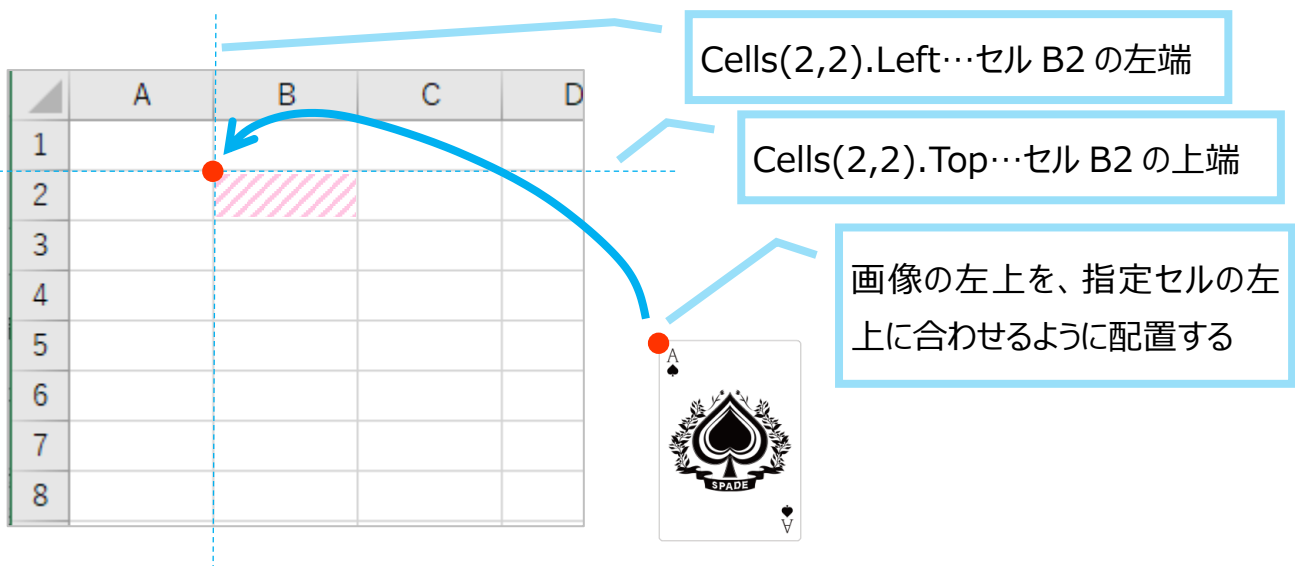 Cells(2,2).Left…セル B2 の左端
A B C D
1
Cells(2,2).Top…セル B2 の上端
2
3
画像の左上を、指定セルの左
上に合わせるように配置する
4
5
6
7
8
A
SPADE
A